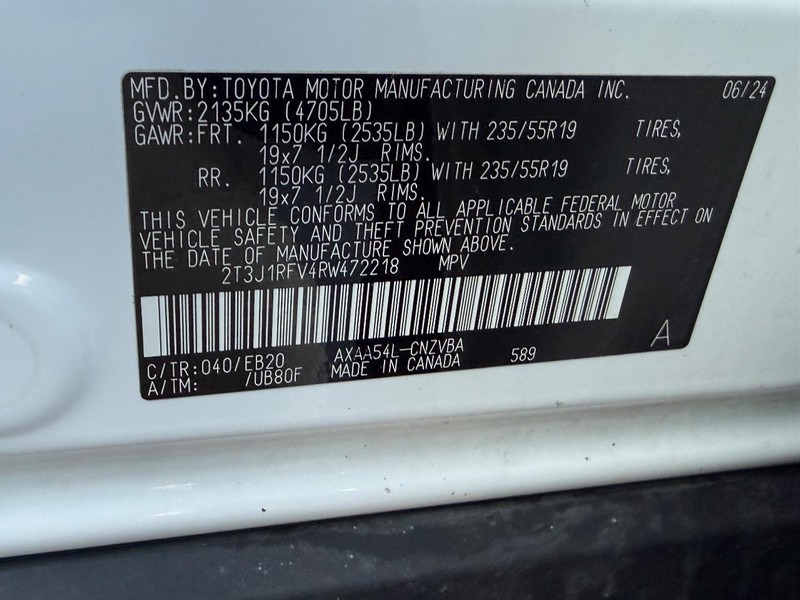 MFD.BY:TOYOTA MOTOR MANUFACTURING CANADA INC. 06/24
GVWR:2135KG (4705LB)
GAWR:FRT. 1150KG (2535LB) WITH 235/55R19 TIRES,
19x7 1/2J RIMS.
RR. 1150KG (2535LB) WITH 235/55R19 TIRES,
19x7 1/2J RIMS.
THIS VEHICLE CONFORMS TO ALL APPLICABLE FEDERAL MOTOR
VEHICLE SAFETY AND THEFT PREVENTION STANDARDS IN EFFECT ON
THE DATE OF MANUFACTURE SHOWN ABOVE.
2T3J1RFV4RW472218 MPV
C/TR:040/EB20 AXAA54L-CNZVBA 589 A
A/TM: /UB80F MADE IN CANADA